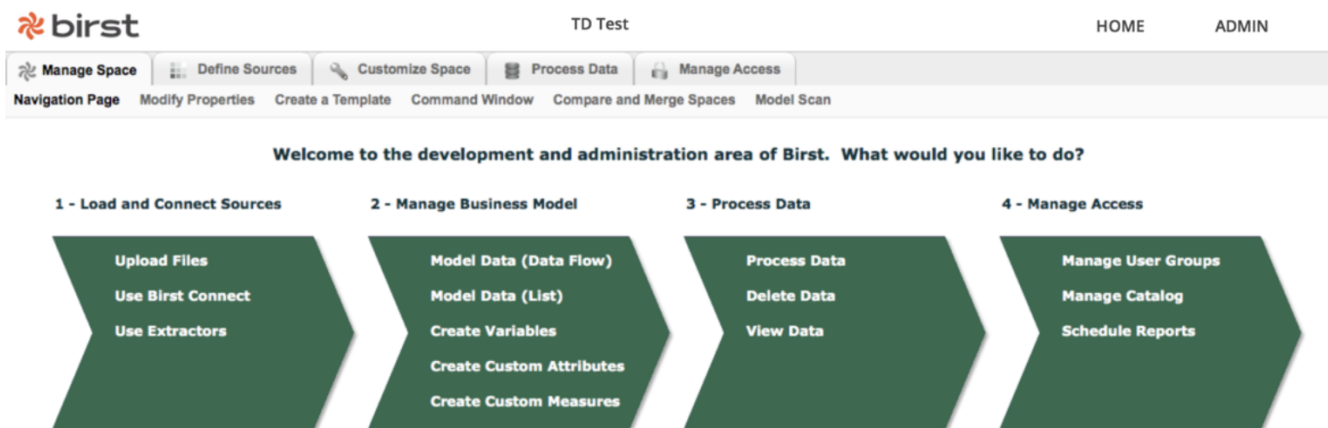 birst
TD Test
HOME
ADMIN
Manage Space
Define Sources
Customize Space
Process Data
Manage Access
Navigation Page
Modify Properties
Create a Template
Command Window
Compare and Merge Spaces
Model Scan
Welcome to the development and administration area of Birst. What would you like to do?
1 - Load and Connect Sources
Upload Files
Use Birst Connect
Use Extractors
2 - Manage Business Model
Model Data (Data Flow)
Model Data (List)
Create Variables
Create Custom Attributes
Create Custom Measures
3 - Process Data
Process Data
Delete Data
View Data
4 - Manage Access
Manage User Groups
Manage Catalog
Schedule Reports